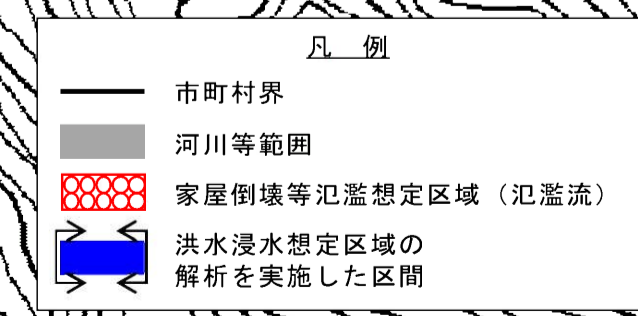 凡　例
市町村界
河川等範囲
家屋倒壊等氾濫想定区域（氾濫流）
洪水浸水想定区域の
解析を実施した区間